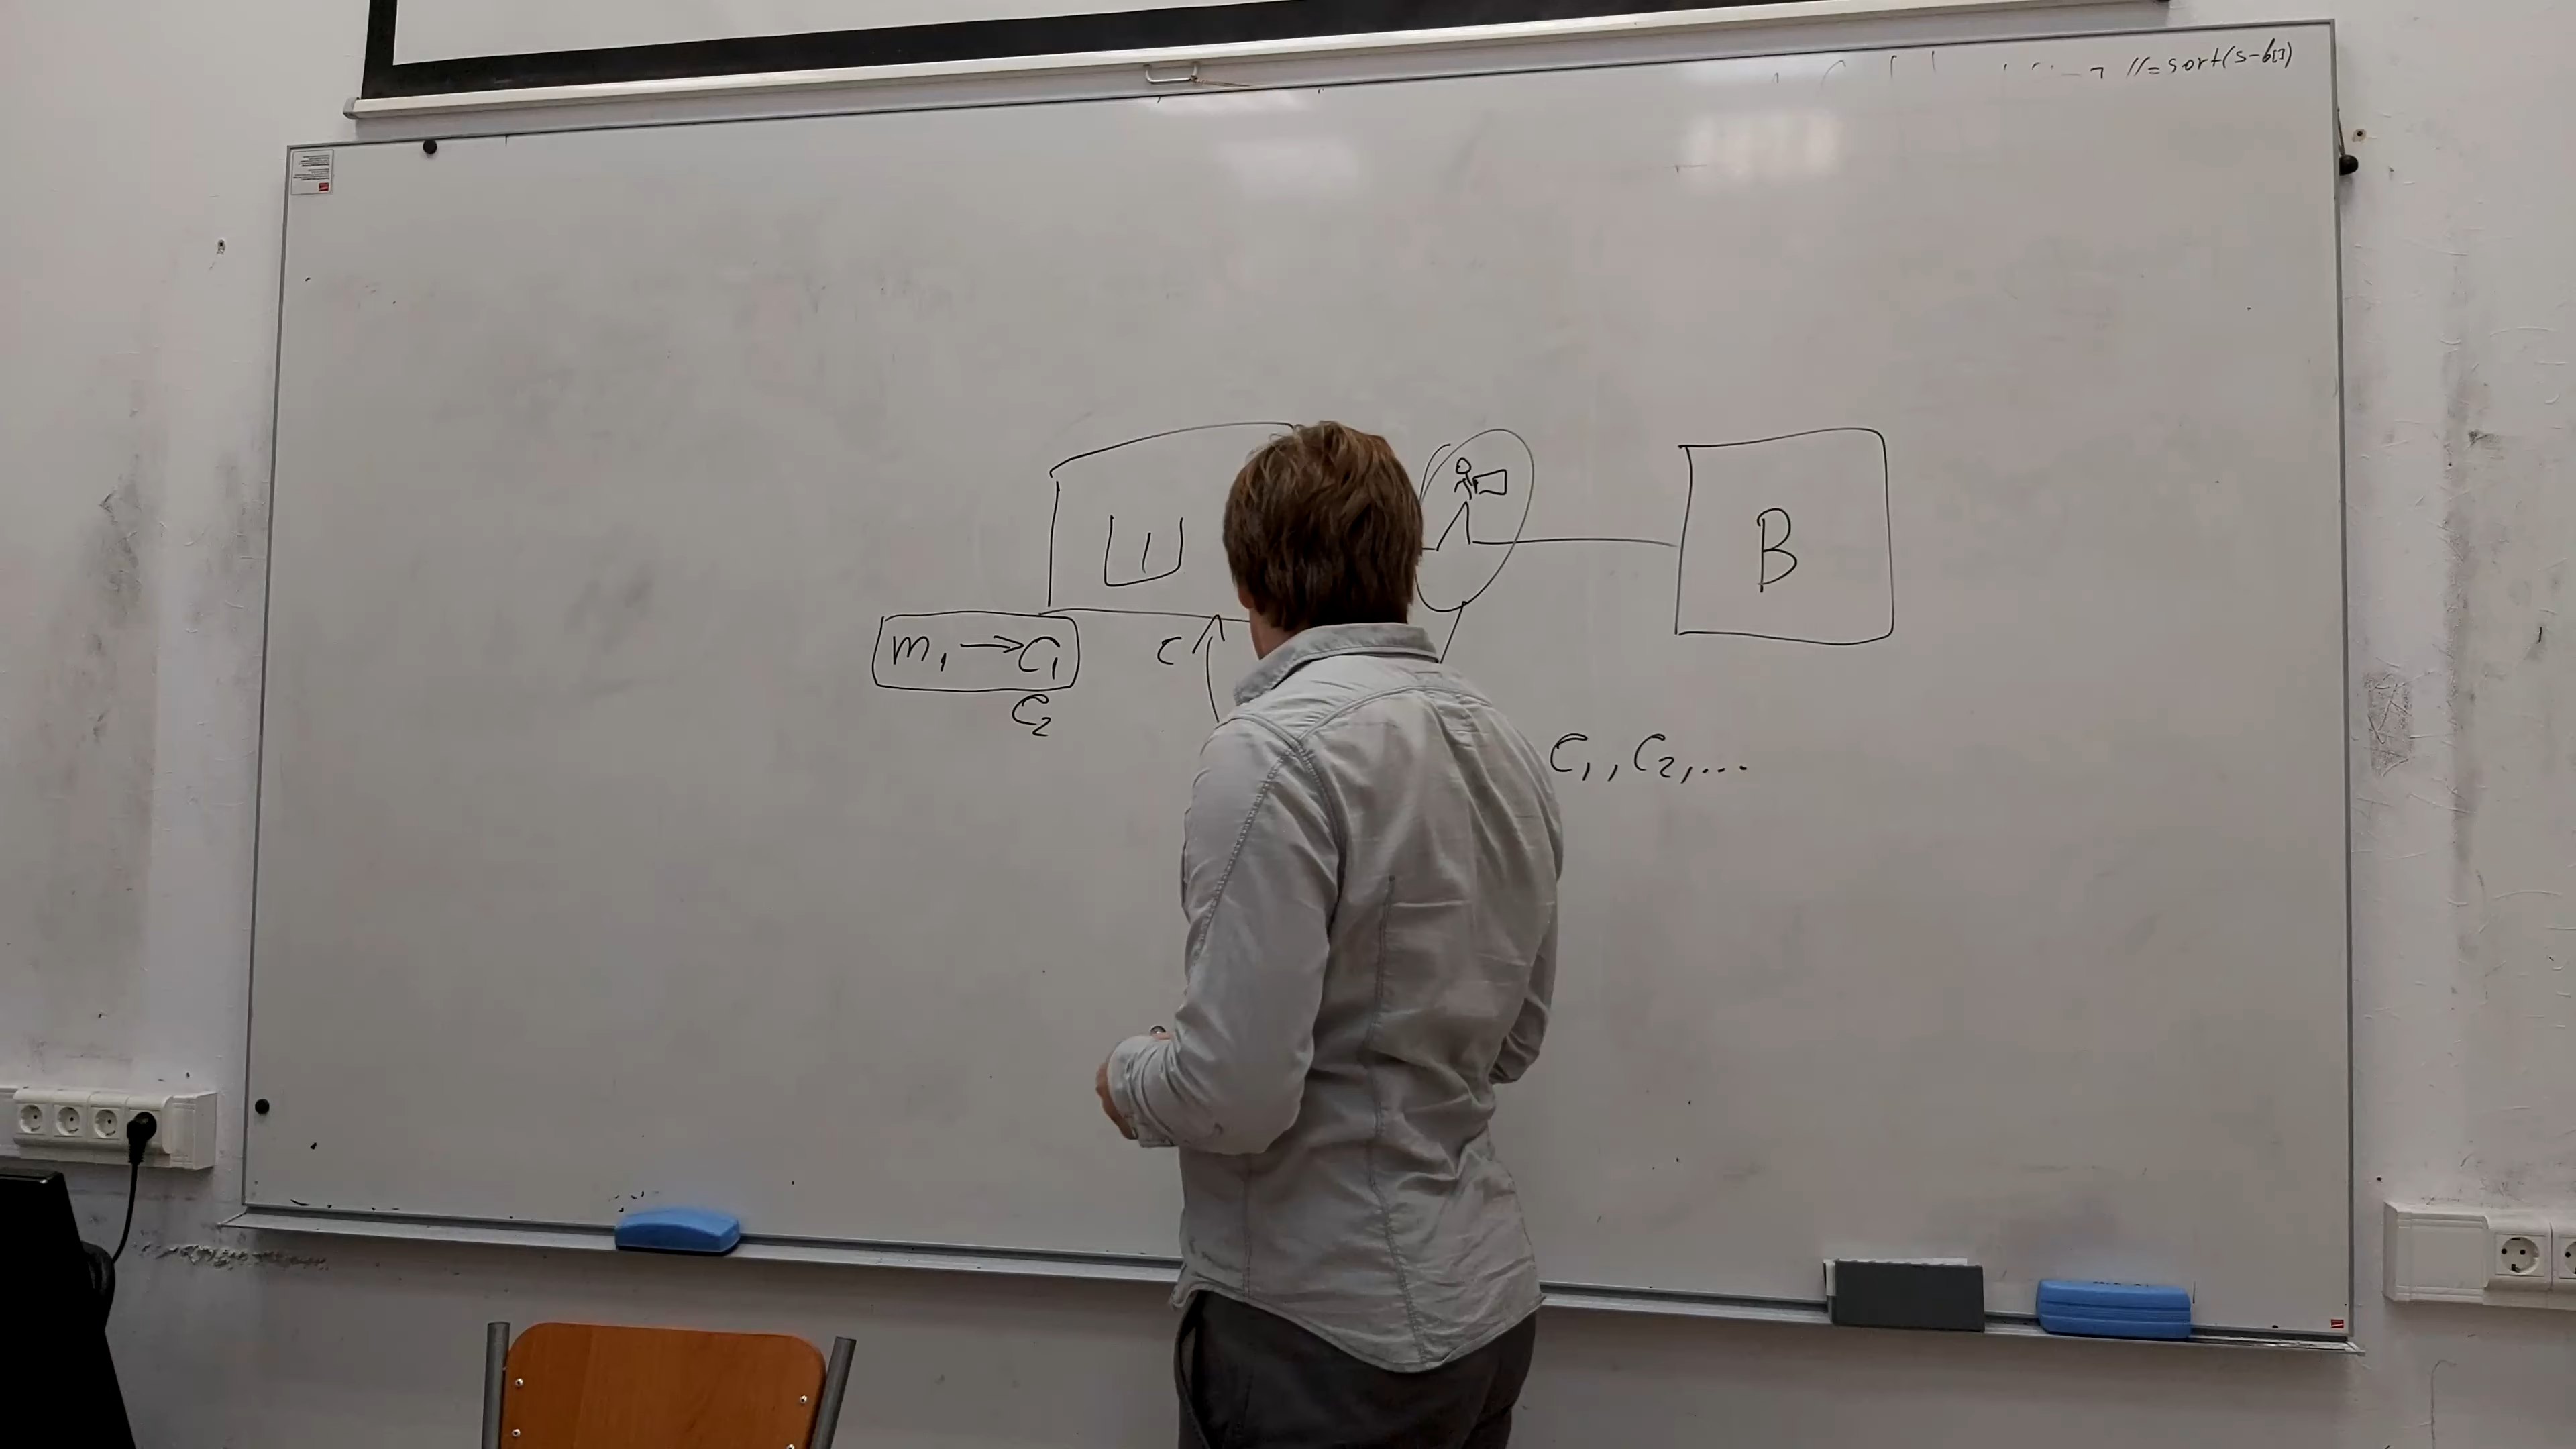 //=sort(s-b[i])
Ц
B
m₁ → C₁
C
C₂
C₁, C₂, ...